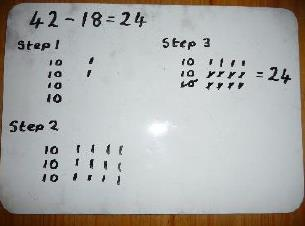 42 - 18 = 24
Step 1
10 ı
10 ı
10
10
Step 2
10 ı ı ı ı
10 ı ı ı ı
10 ı ı ı ı
Step 3
10 ı ı ı ı
10 ı ı ı ı
10 ı ı ı ı
= 24